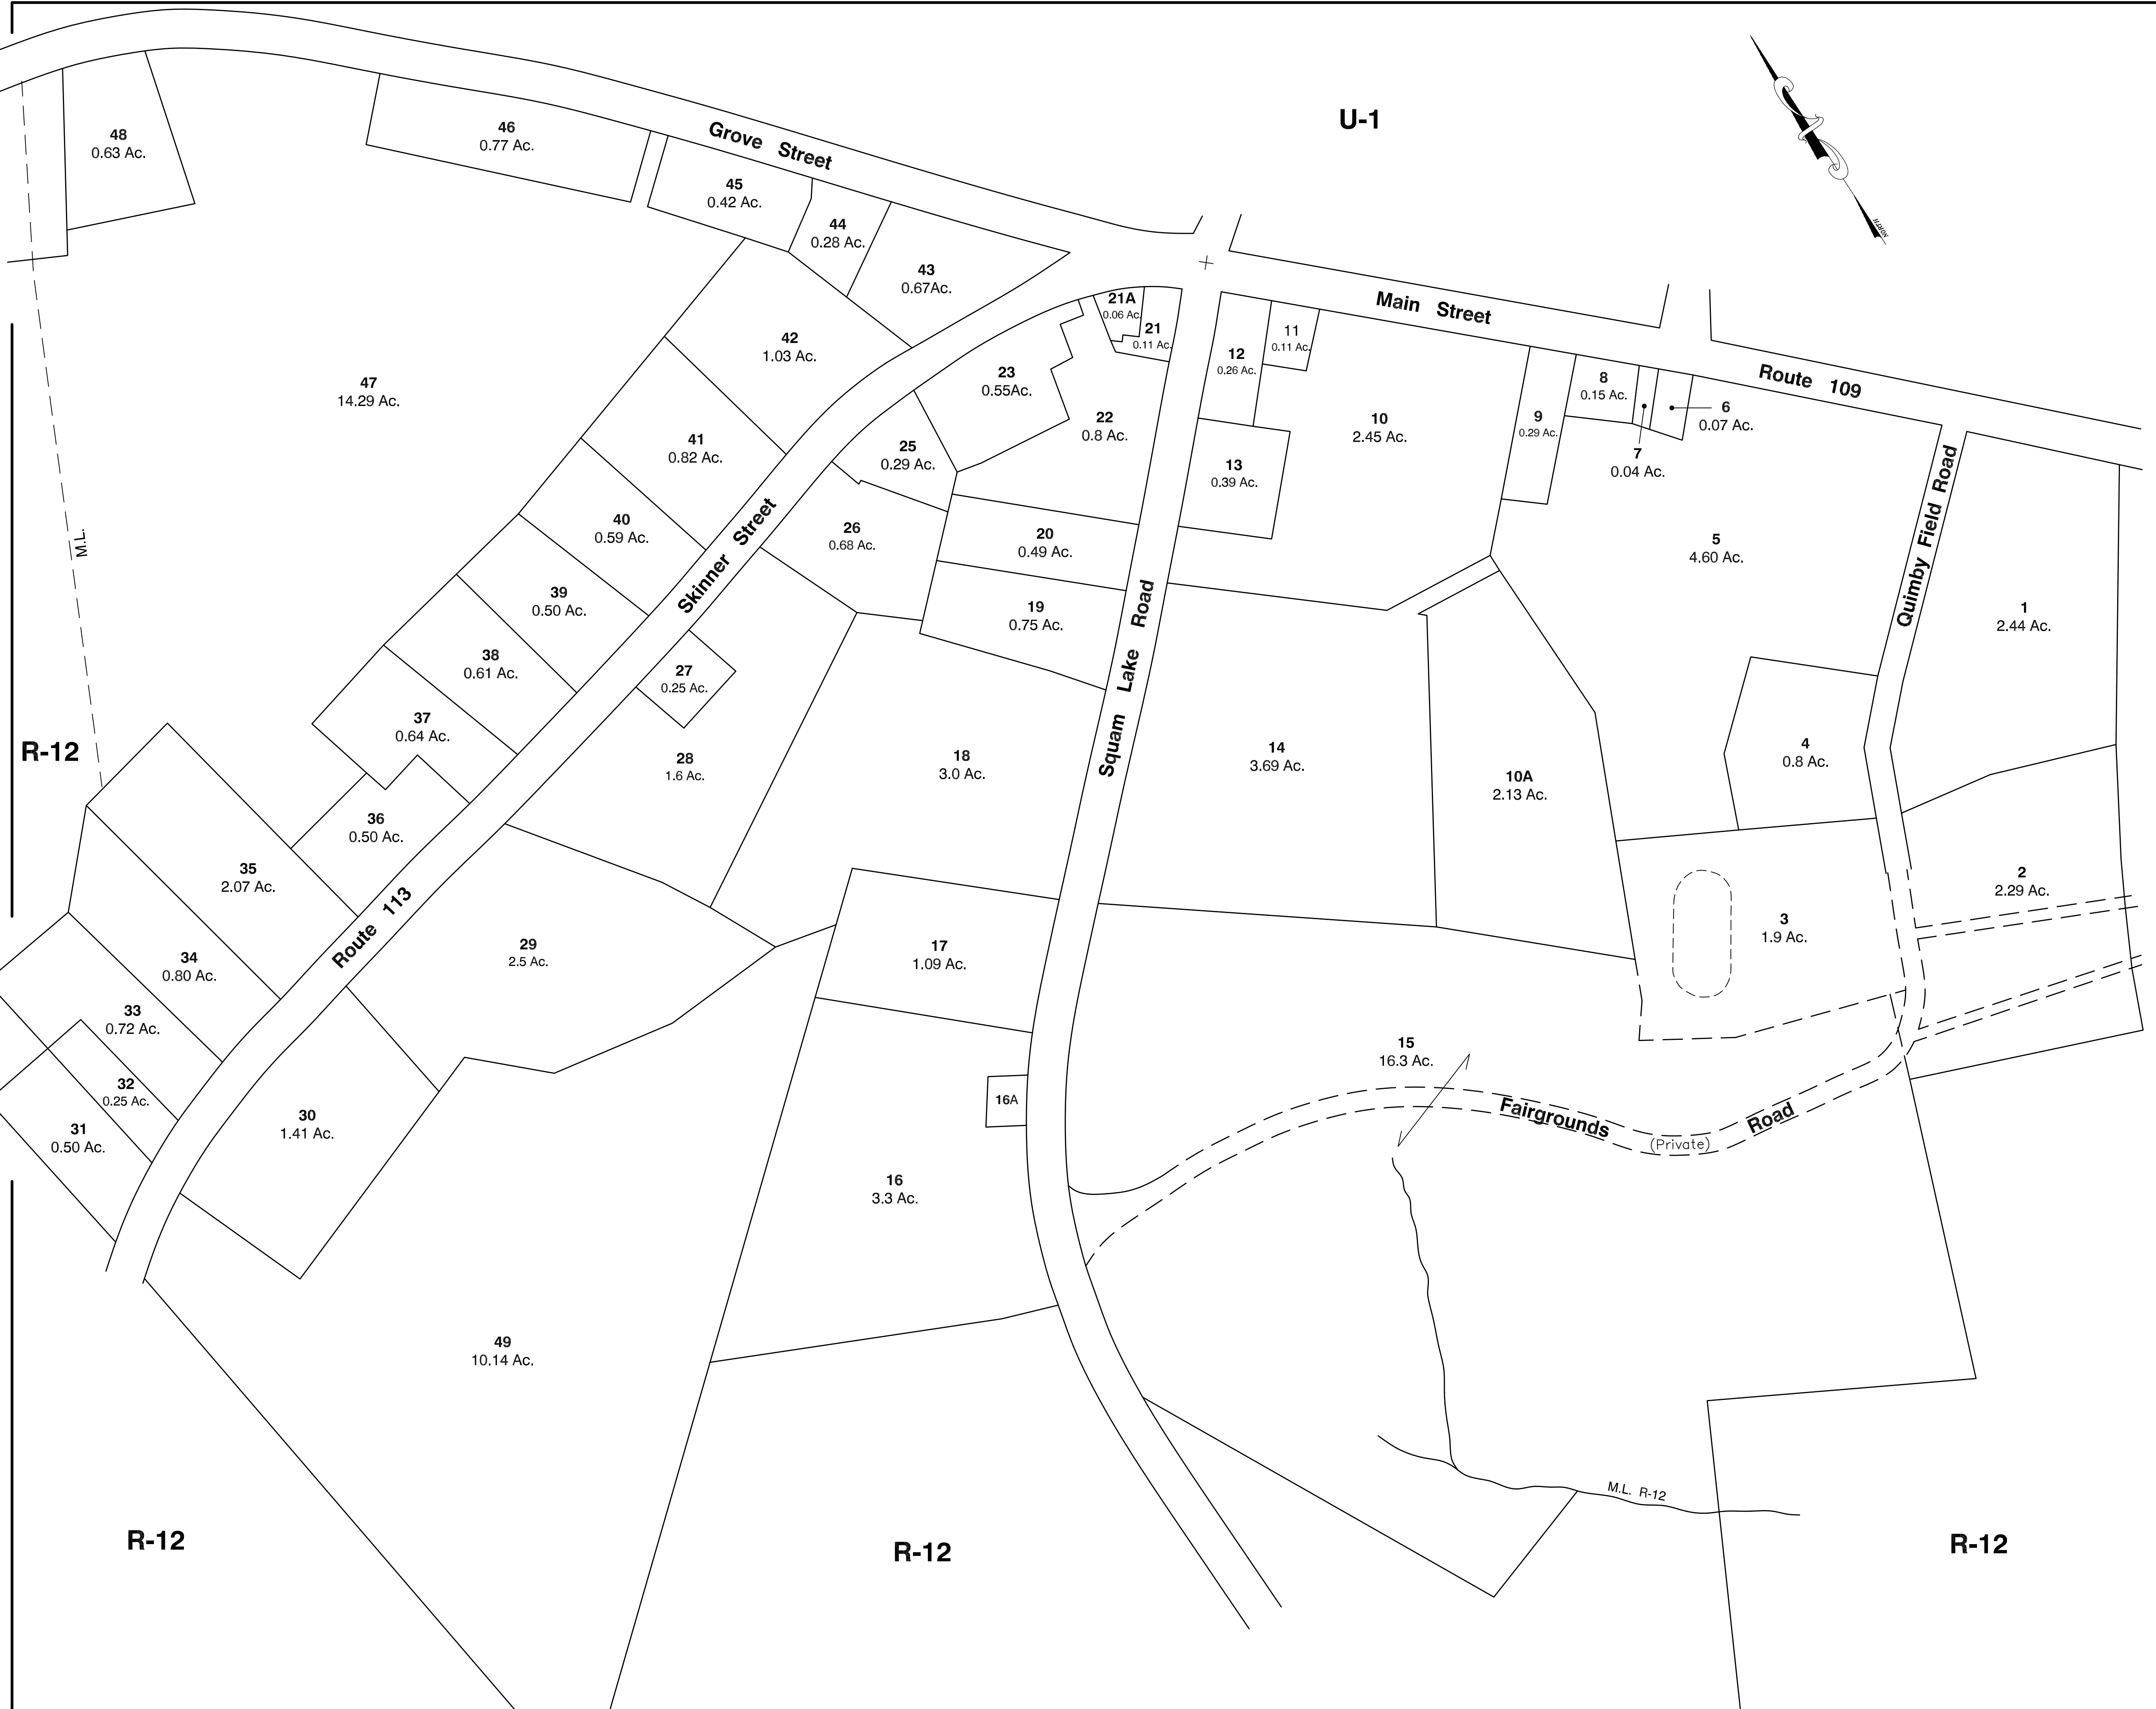 U-1
NORTH
48
0.63 Ac.
46
0.77 Ac.
Grove Street
45
0.42 Ac.
44
0.28 Ac.
43
0.67Ac.
42
1.03 Ac.
47
14.29 Ac.
21A
0.06 Ac.
21
0.11 Ac.
Main Street
11
0.11 Ac.
12
0.26 Ac.
23
0.55Ac.
22
0.8 Ac.
10
2.45 Ac.
9
0.29 Ac.
8
0.15 Ac.
Route 109
6
0.07 Ac.
7
0.04 Ac.
41
0.82 Ac.
25
0.29 Ac.
13
0.39 Ac.
40
0.59 Ac.
Skinner Street
26
0.68 Ac.
20
0.49 Ac.
5
4.60 Ac.
Quimby Field Road
1
2.44 Ac.
M.L.
39
0.50 Ac.
19
0.75 Ac.
Squam Lake Road
38
0.61 Ac.
27
0.25 Ac.
37
0.64 Ac.
R-12
28
1.6 Ac.
18
3.0 Ac.
14
3.69 Ac.
10A
2.13 Ac.
4
0.8 Ac.
36
0.50 Ac.
35
2.07 Ac.
2
2.29 Ac.
Route 113
29
2.5 Ac.
17
1.09 Ac.
3
1.9 Ac.
34
0.80 Ac.
33
0.72 Ac.
15
16.3 Ac.
32
0.25 Ac.
31
0.50 Ac.
30
1.41 Ac.
16A
Fairgrounds Road
(Private)
16
3.3 Ac.
49
10.14 Ac.
M.L. R-12
R-12
R-12
R-12